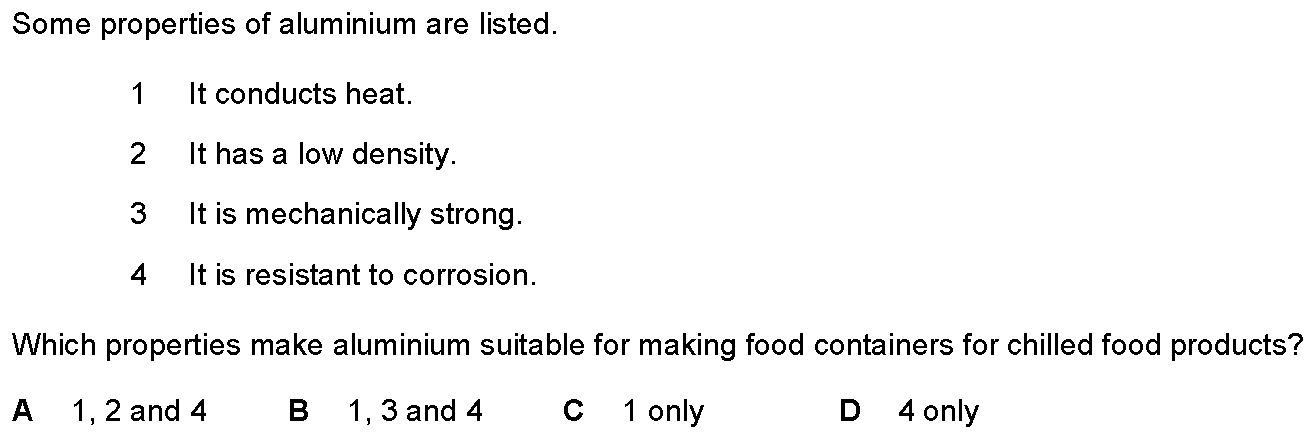 Some properties of aluminium are listed.
1 It conducts heat.
2 It has a low density.
3 It is mechanically strong.
4 It is resistant to corrosion.
Which properties make aluminium suitable for making food containers for chilled food products?
A 1, 2 and 4 B 1, 3 and 4 C 1 only D 4 only